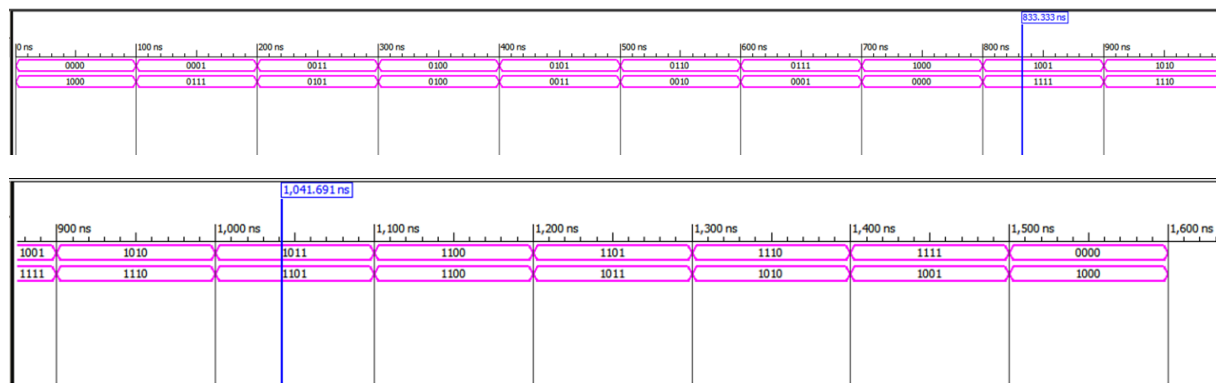 833.333 ns
0 ns 100 ns 200 ns 300 ns 400 ns 500 ns 600 ns 700 ns 800 ns 900 ns
0000 0001 0011 0100 0101 0110 0111 1000 1001 1010
1000 0111 0101 0100 0011 0010 0001 0000 1111 1110
1,041.691 ns
900 ns 1,000 ns 1,100 ns 1,200 ns 1,300 ns 1,400 ns 1,500 ns 1,600 ns
1001 1010 1011 1100 1101 1110 1111 0000
1111 1110 1101 1100 1011 1010 1001 1000